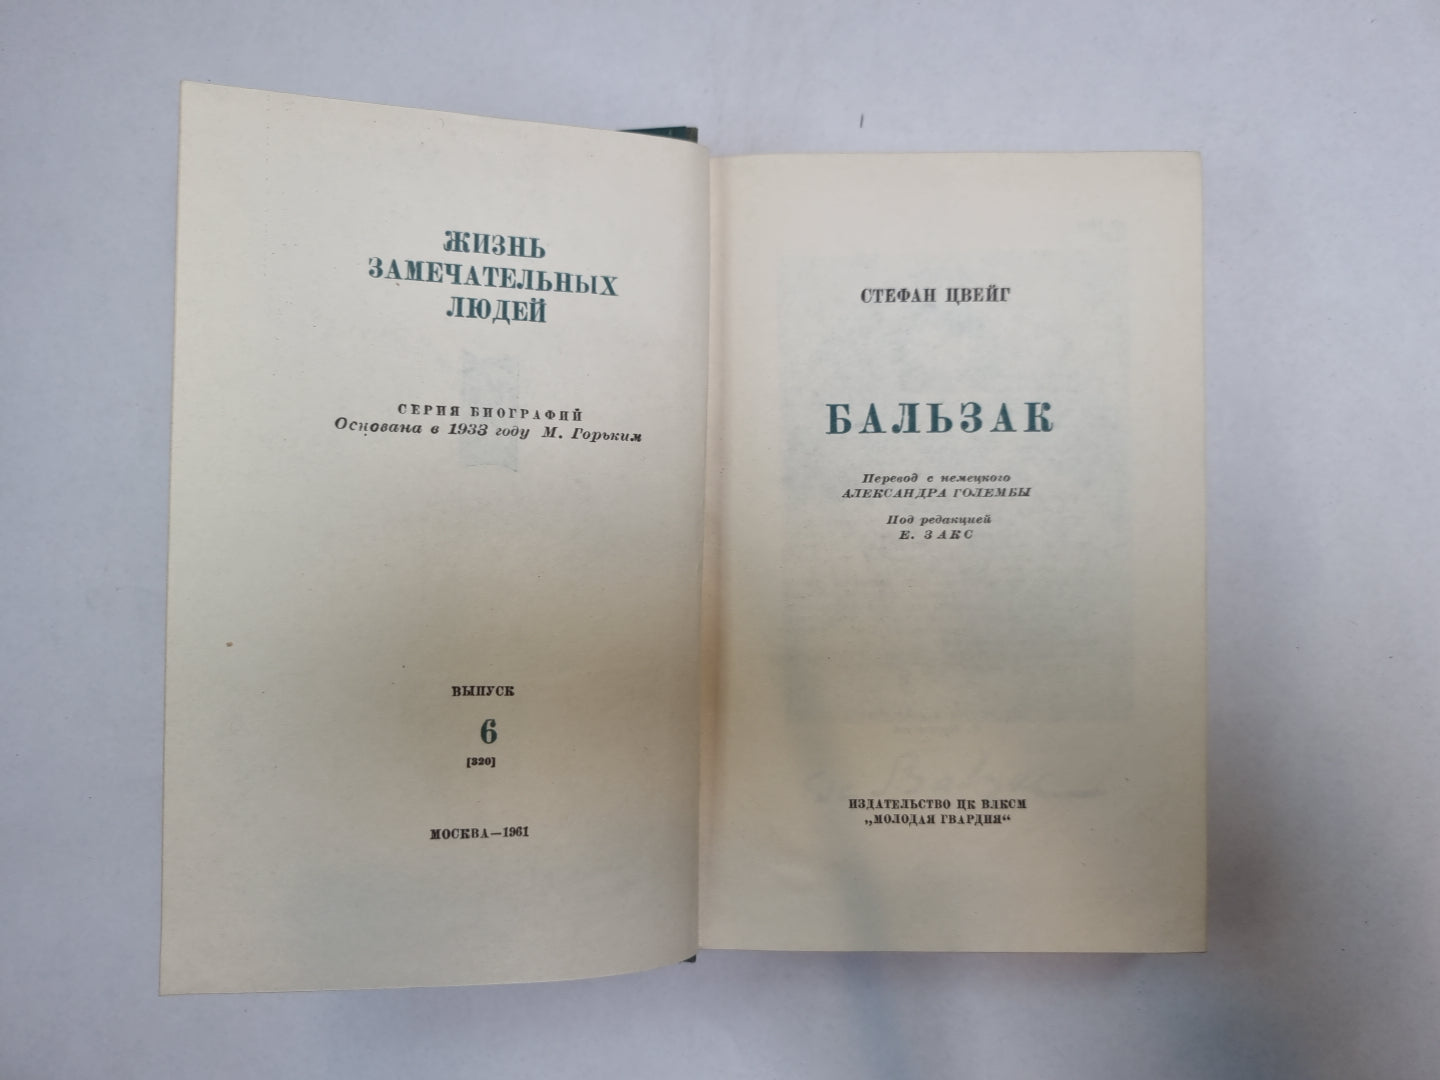 ЖИЗНЬ
ЗАМЕЧАТЕЛЬНЫХ
ЛЮДЕЙ
СЕРИЯ БИОГРАФИЙ
Основана в 1933 году М. Горьким
ВЫПУСК
6
[320]
МОСКВА—1961
СТЕФАН ЦВЕЙГ
БАЛЬЗАК
Перевод с немецкого
АЛЕКСАНДРА ГОЛЕМБЫ
Под редакцией
Е. ЗАКС
ИЗДАТЕЛЬСТВО ЦК ВЛКСМ
„МОЛОДАЯ ГВАРДИЯ“